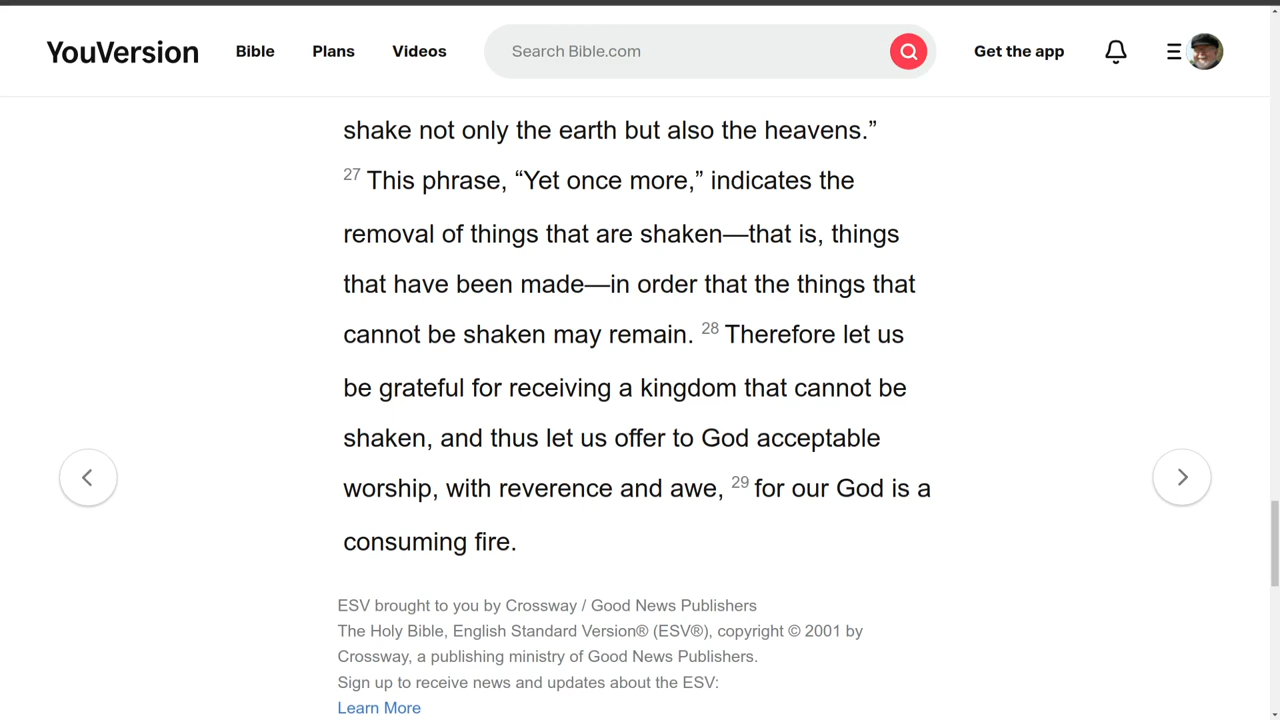 YouVersion Bible Plans Videos Search Bible.com Get the app
shake not only the earth but also the heavens.”
27 This phrase, “Yet once more,” indicates the
removal of things that are shaken—that is, things
that have been made—in order that the things that
cannot be shaken may remain. 28 Therefore let us
be grateful for receiving a kingdom that cannot be
shaken, and thus let us offer to God acceptable
worship, with reverence and awe, 29 for our God is a
consuming fire.
ESV brought to you by Crossway / Good News Publishers
The Holy Bible, English Standard Version® (ESV®), copyright © 2001 by
Crossway, a publishing ministry of Good News Publishers.
Sign up to receive news and updates about the ESV:
Learn More